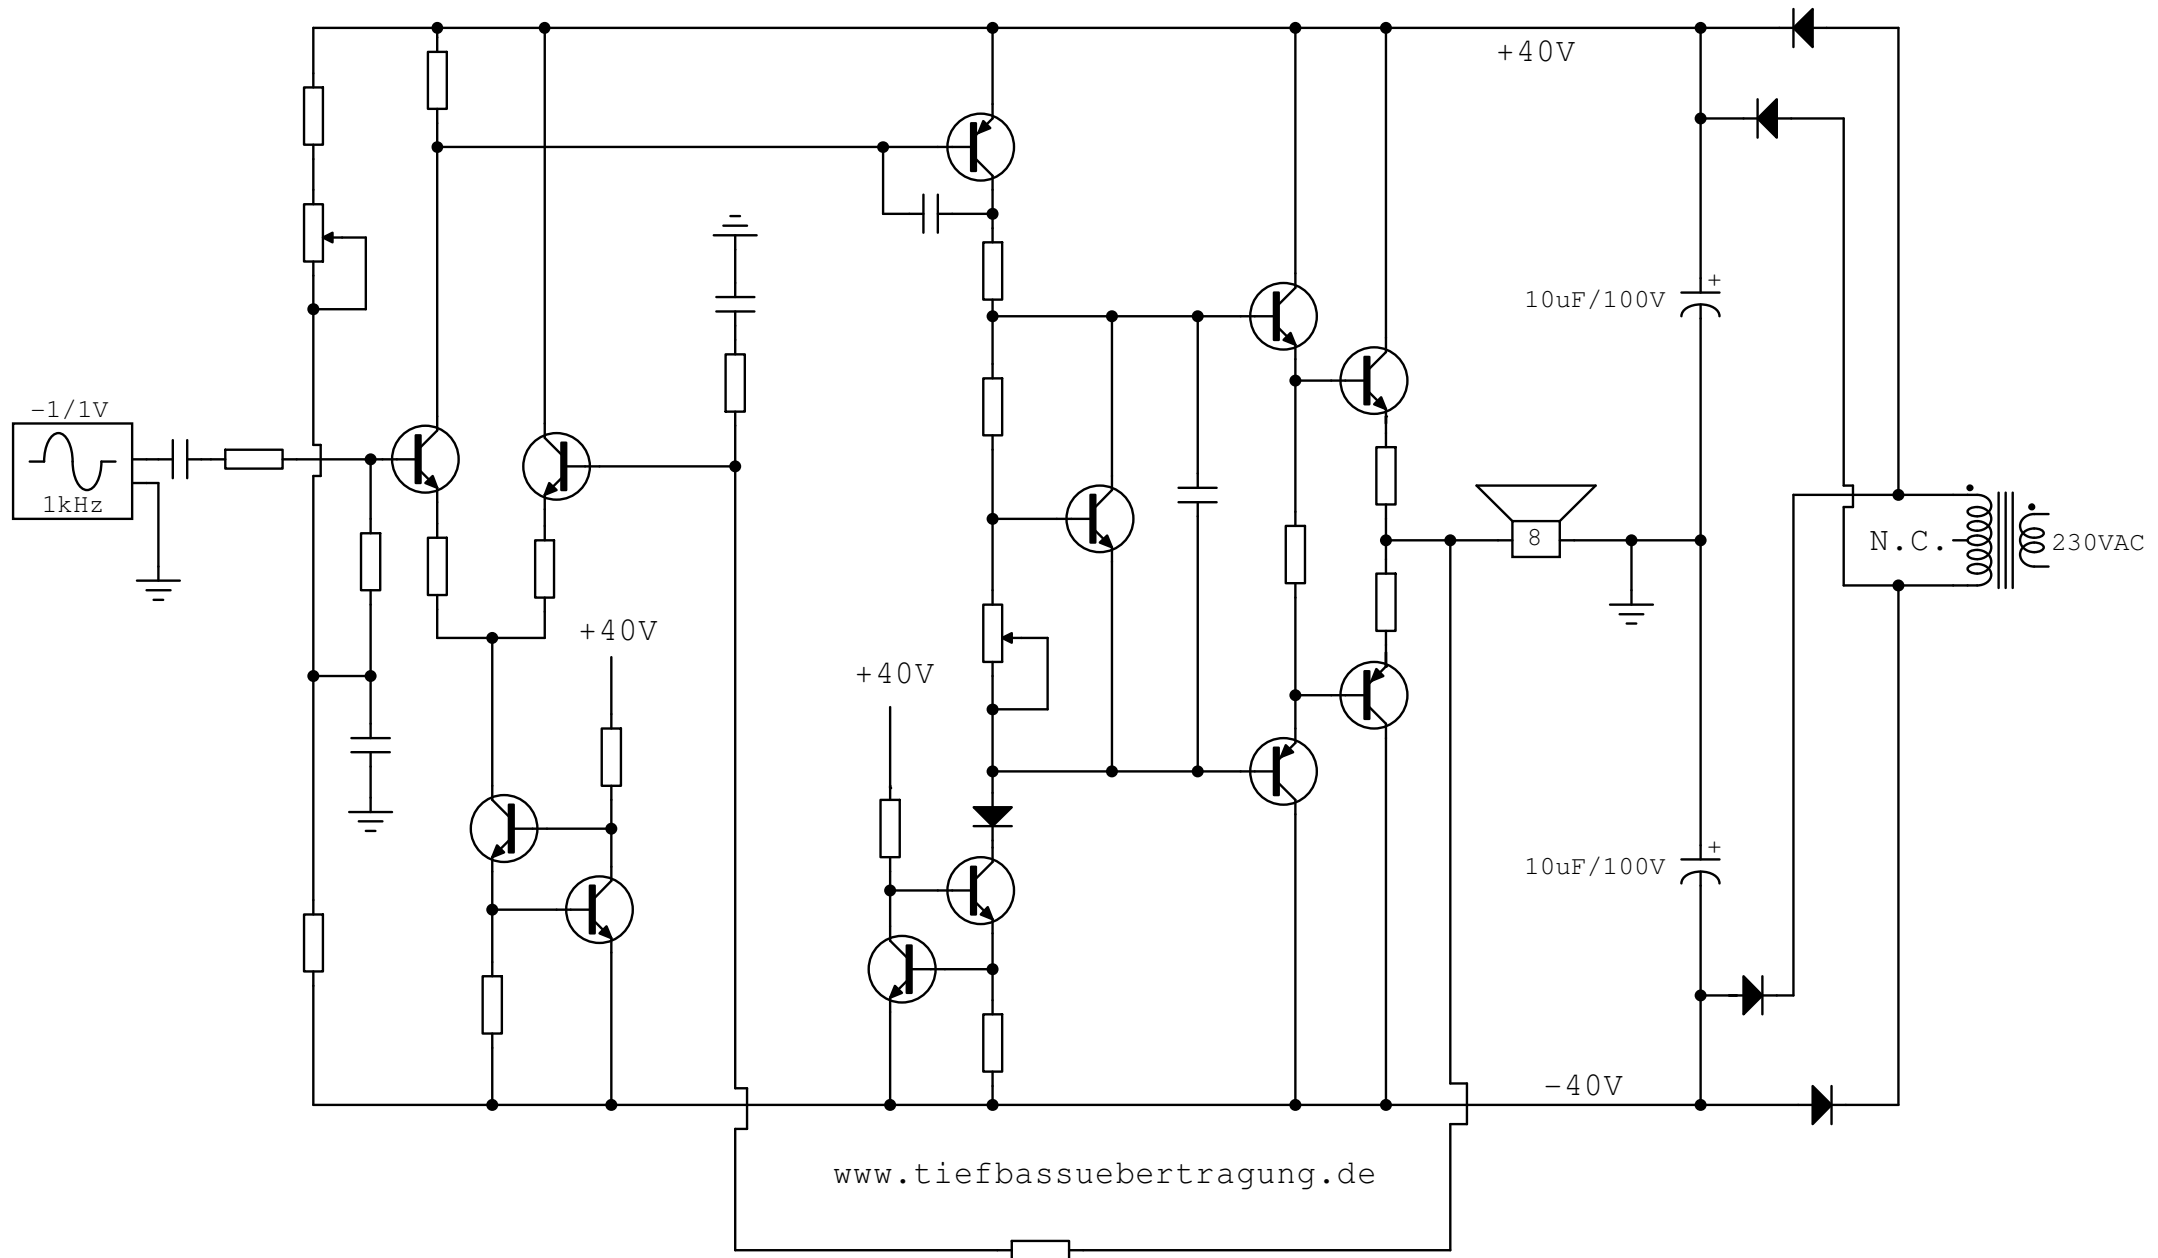 +40V
10uF/100V
+
-1/1V
1kHz
8
N.C.
230VAC
+40V
+40V
10uF/100V
+
-40V
www.tiefbassuebertragung.de